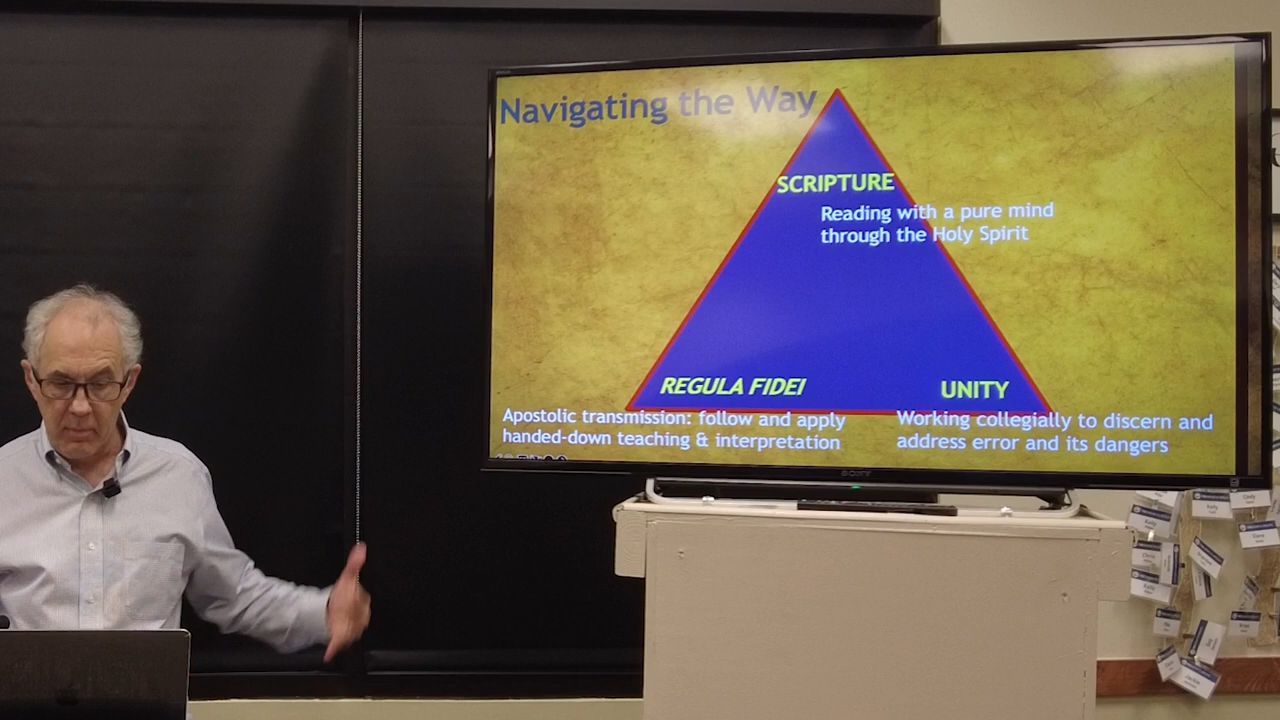 Navigating the Way
SCRIPTURE
Reading with a pure mind
through the Holy Spirit
REGULA FIDEI
Apostolic transmission: follow and apply
handed-down teaching & interpretation
UNITY
Working collegially to discern and
address error and its dangers
SONY